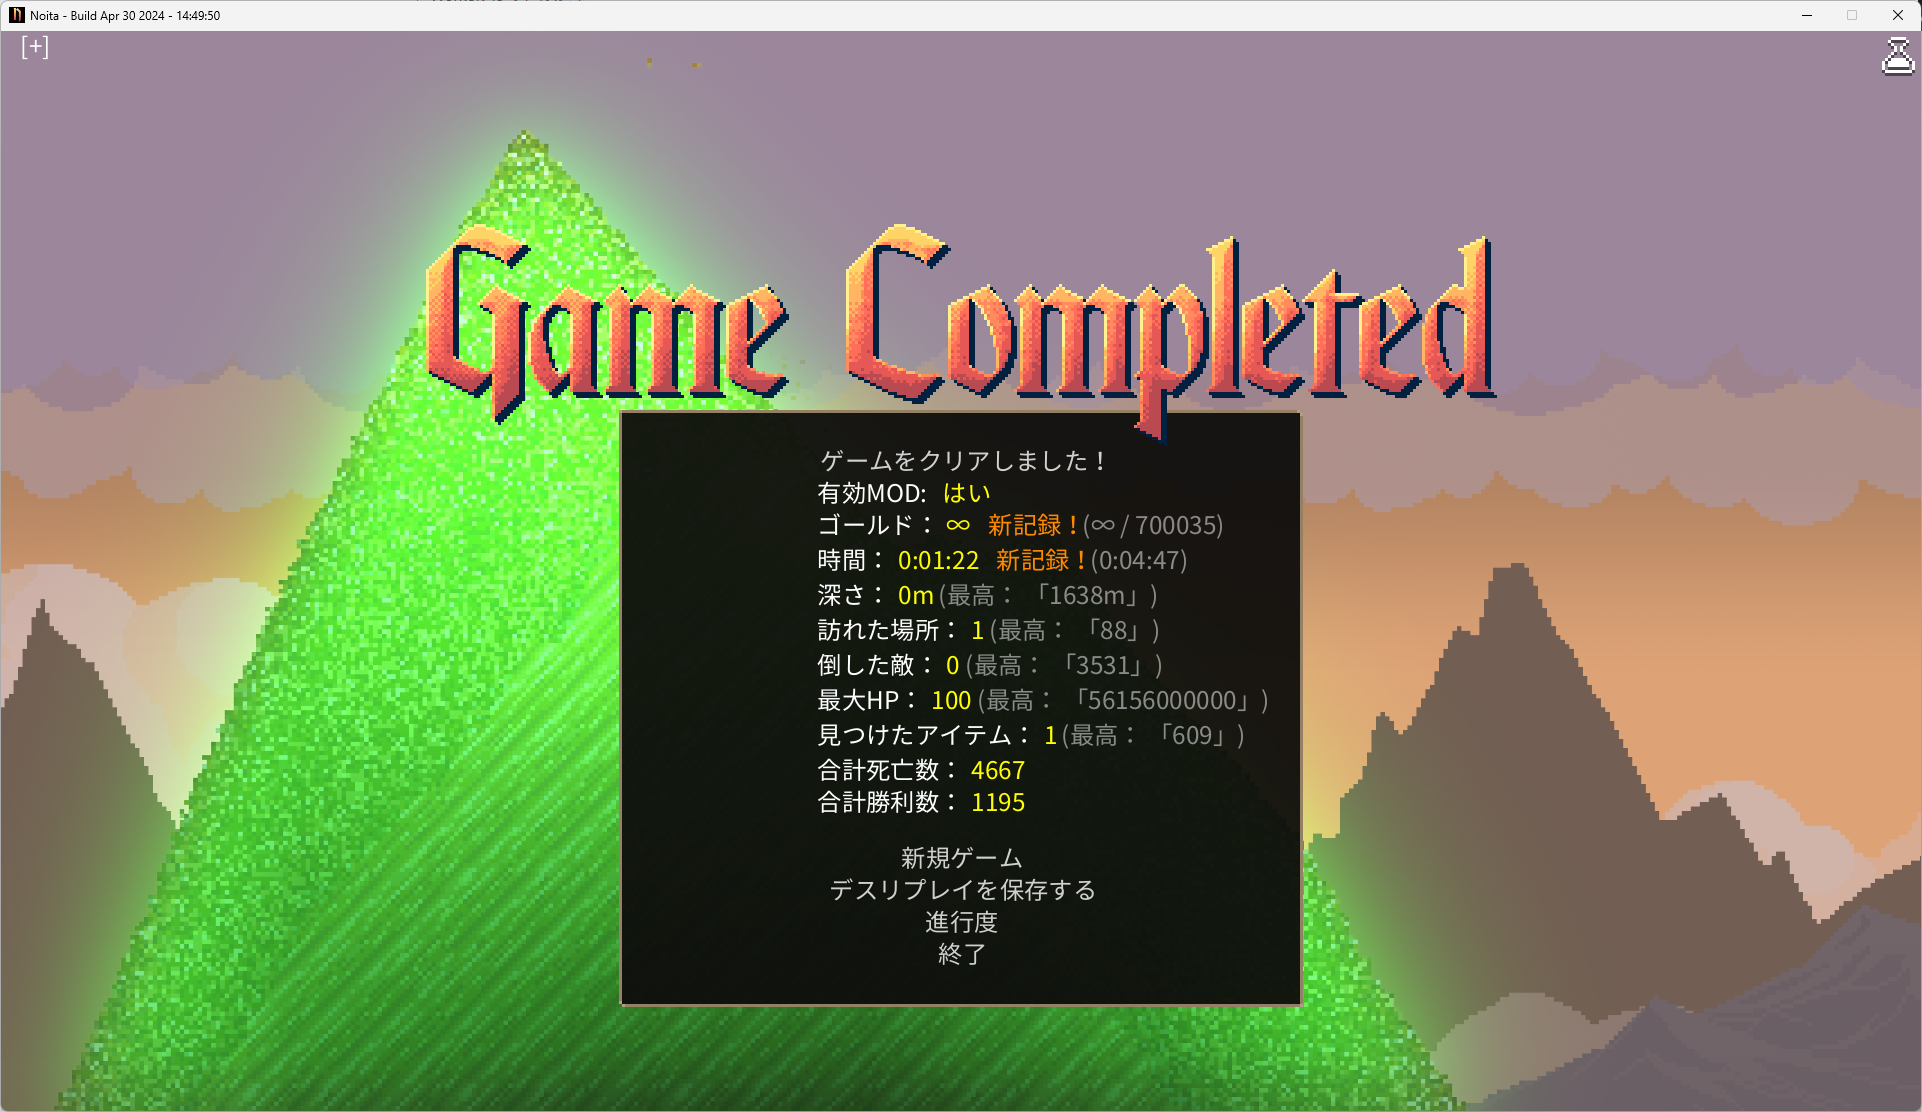 Noita - Build Apr 30 2024 - 14:49:50
[+]
Game Completed
ゲームをクリアしました！
有効MOD: はい
ゴールド： ∞ 新記録！(∞ / 700035)
時間： 0:01:22 新記録！(0:04:47)
深さ： 0m (最高： 「1638m」)
訪れた場所： 1 (最高： 「88」)
倒した敵： 0 (最高： 「3531」)
最大HP： 100 (最高： 「56156000000」)
見つけたアイテム： 1 (最高： 「609」)
合計死亡数： 4667
合計勝利数： 1195
新規ゲーム
デスリプレイを保存する
進行度
終了